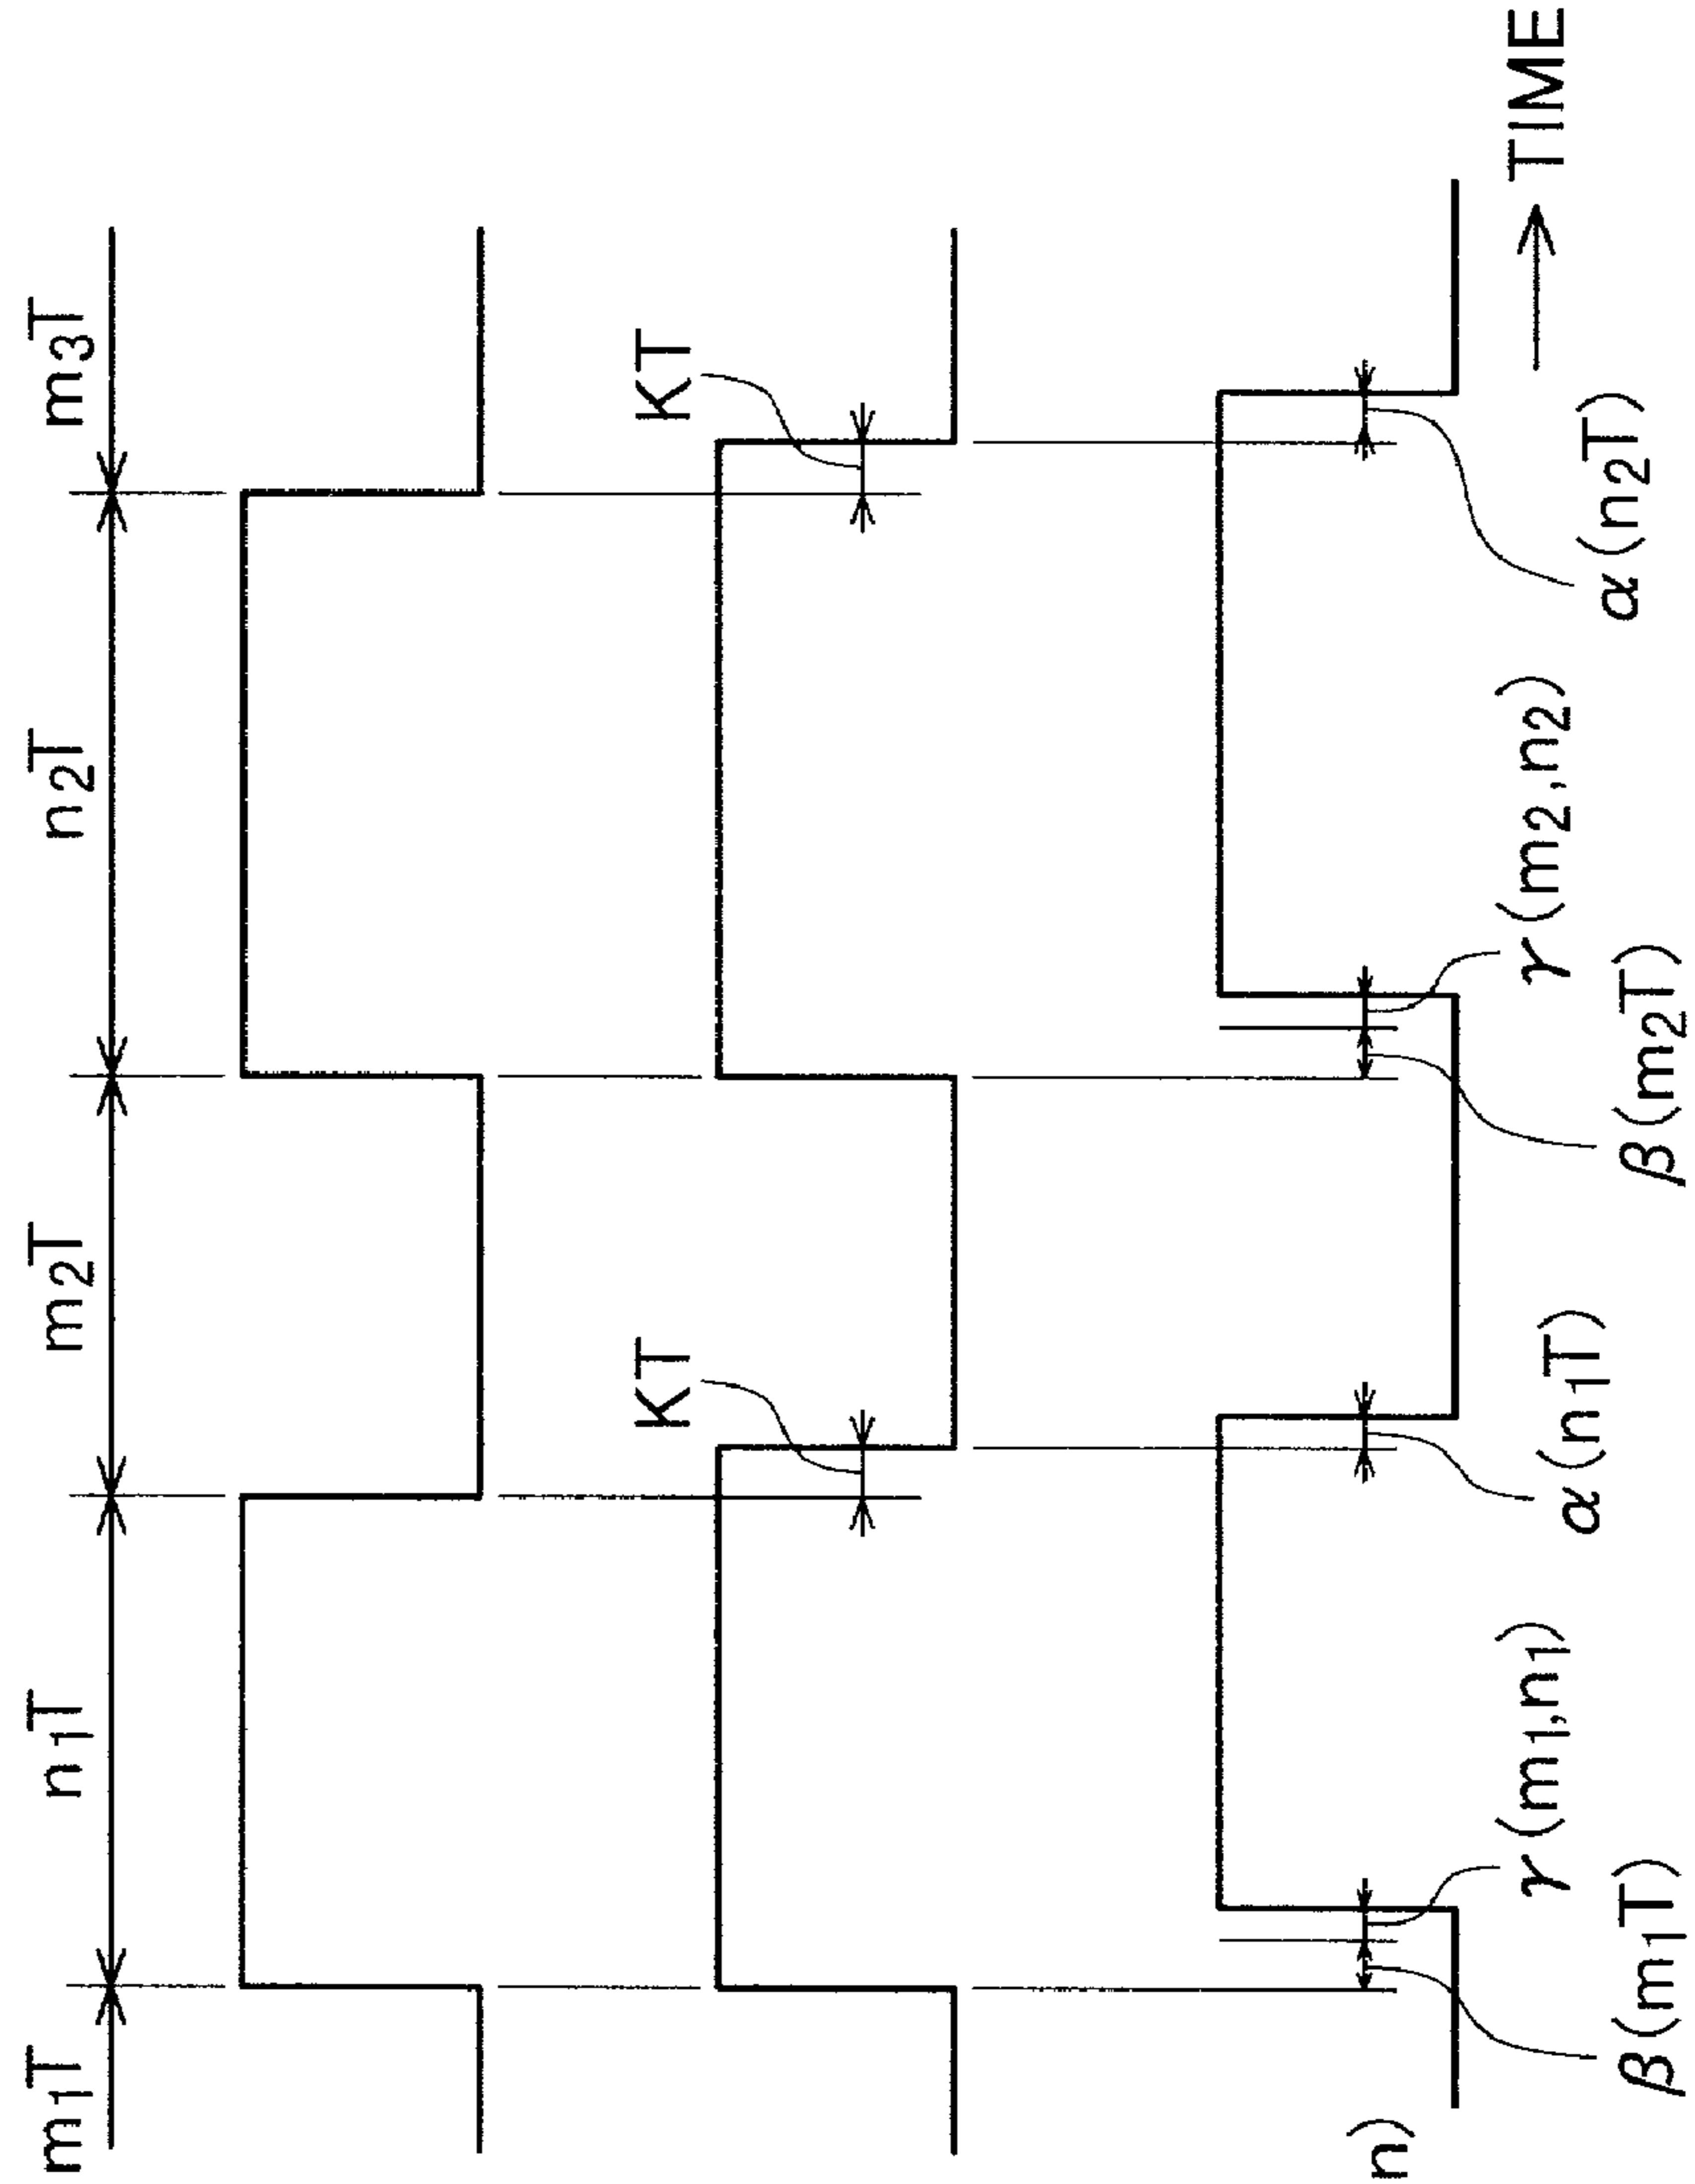 m1T n1T m2T n2T m3T
KT KT
n)
β(m1T) γ(m1,n1) α(n1T) β(m2T) γ(m2,n2) α(n2T)
→ TIME